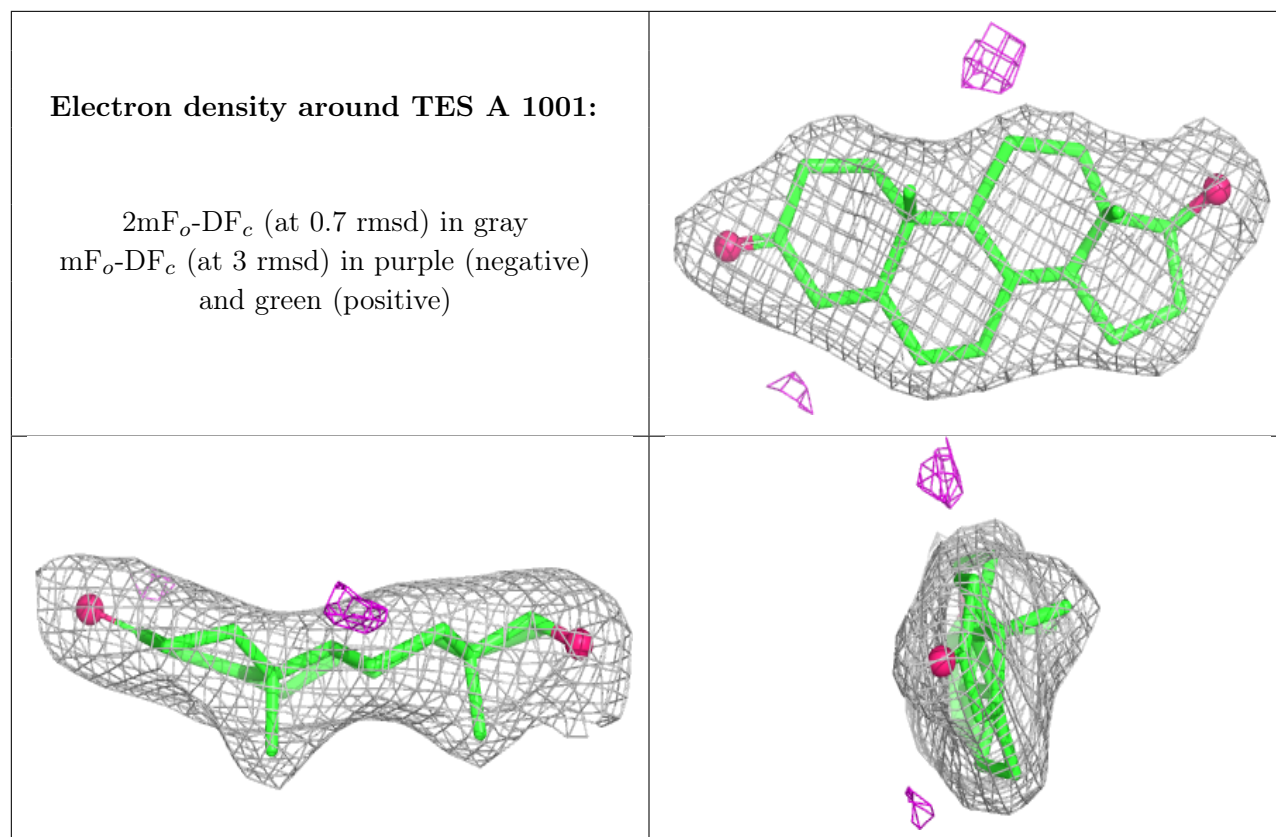 Electron density around TES A 1001:
2mFₒ-DF𝒸 (at 0.7 rmsd) in gray
mFₒ-DF𝒸 (at 3 rmsd) in purple (negative)
and green (positive)